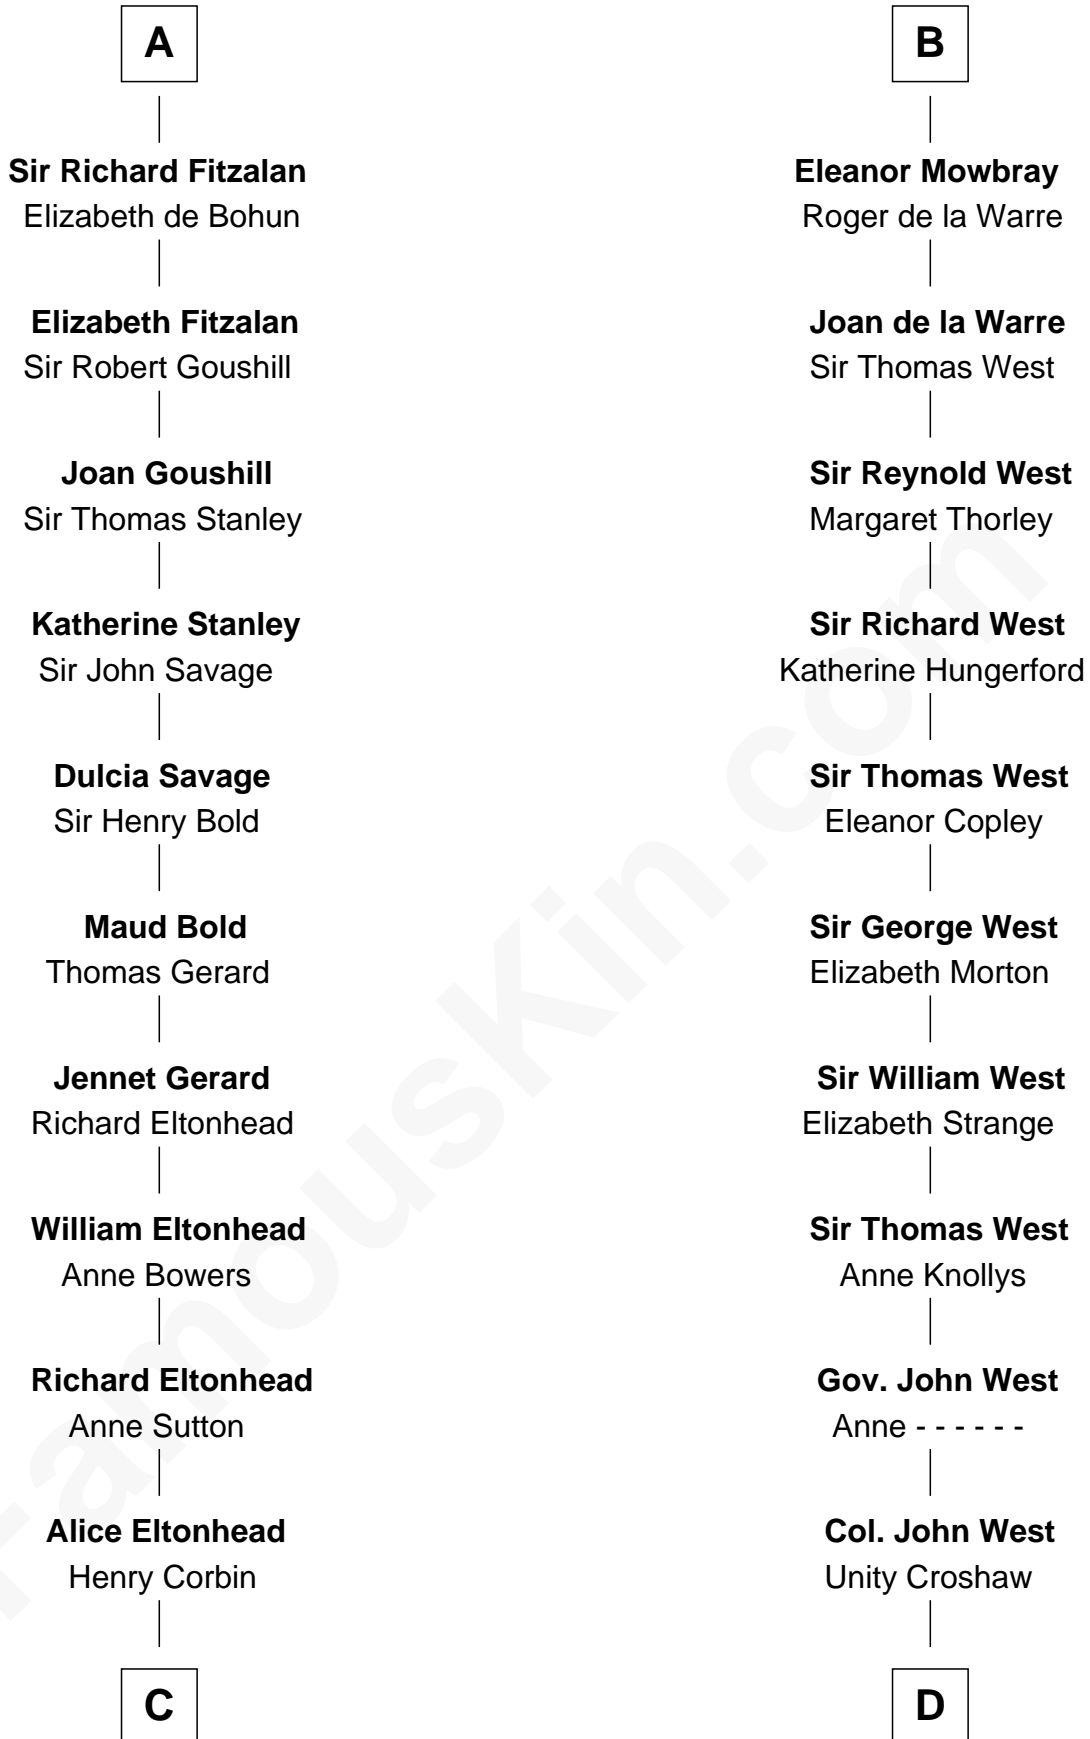 A
Sir Richard Fitzalan
Elizabeth de Bohun
Elizabeth Fitzalan
Sir Robert Goushill
Joan Goushill
Sir Thomas Stanley
Katherine Stanley
Sir John Savage
Dulcia Savage
Sir Henry Bold
Maud Bold
Thomas Gerard
Jennet Gerard
Richard Eltonhead
William Eltonhead
Anne Bowers
Richard Eltonhead
Anne Sutton
Alice Eltonhead
Henry Corbin
C
B
Eleanor Mowbray
Roger de la Warre
Joan de la Warre
Sir Thomas West
Sir Reynold West
Margaret Thorley
Sir Richard West
Katherine Hungerford
Sir Thomas West
Eleanor Copley
Sir George West
Elizabeth Morton
Sir William West
Elizabeth Strange
Sir Thomas West
Anne Knollys
Gov. John West
Anne - - - - - -
Col. John West
Unity Croshaw
D
FamousKin.com